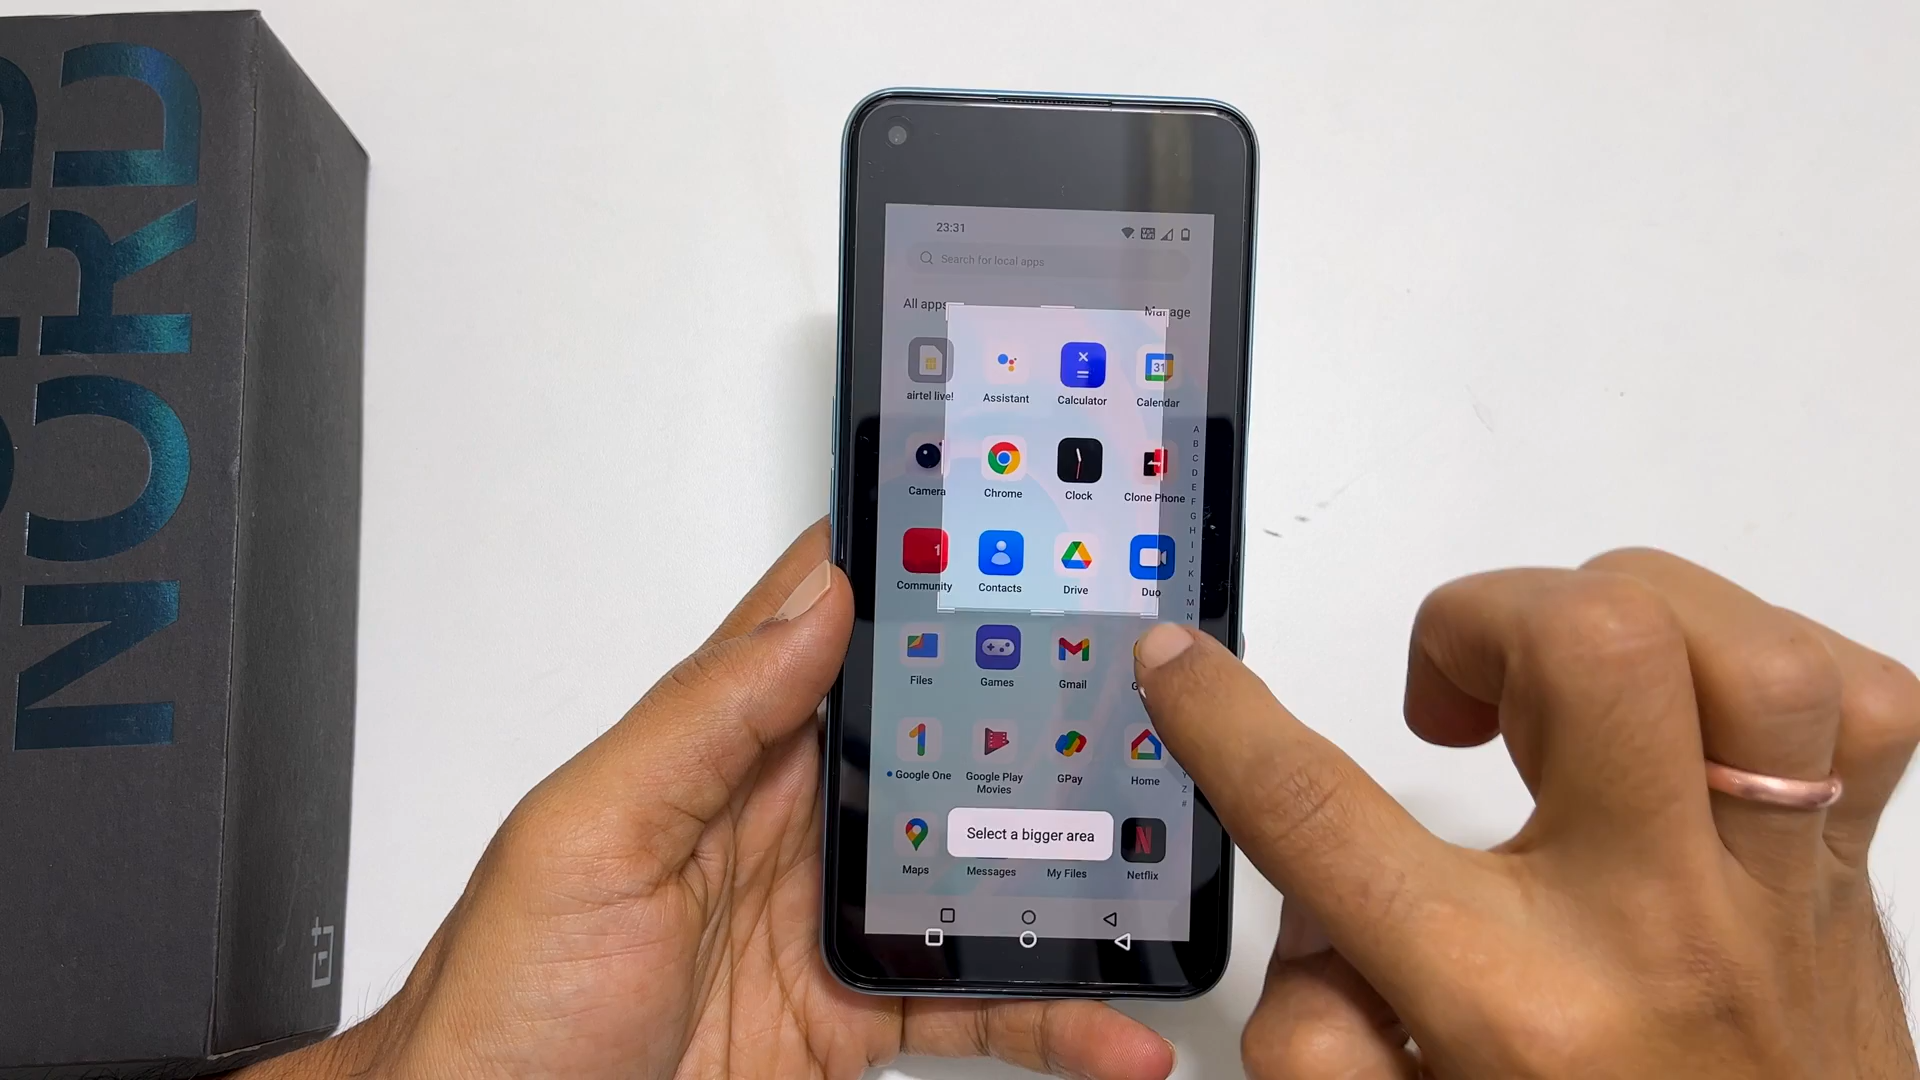 NORD
23:31
Search for local apps
All apps
Manage
airtel live!
Assistant
Calculator
31
Calendar
Camera
Chrome
Clock
Clone Phone
1
Community
Contacts
Drive
Duo
Files
Games
Gmail
Google One
Google Play
Movies
GPay
Home
Select a bigger area
Maps
Messages
My Files
N
Netflix
A
B
C
D
E
F
G
H
I
J
K
L
M
N
Y
Z
#